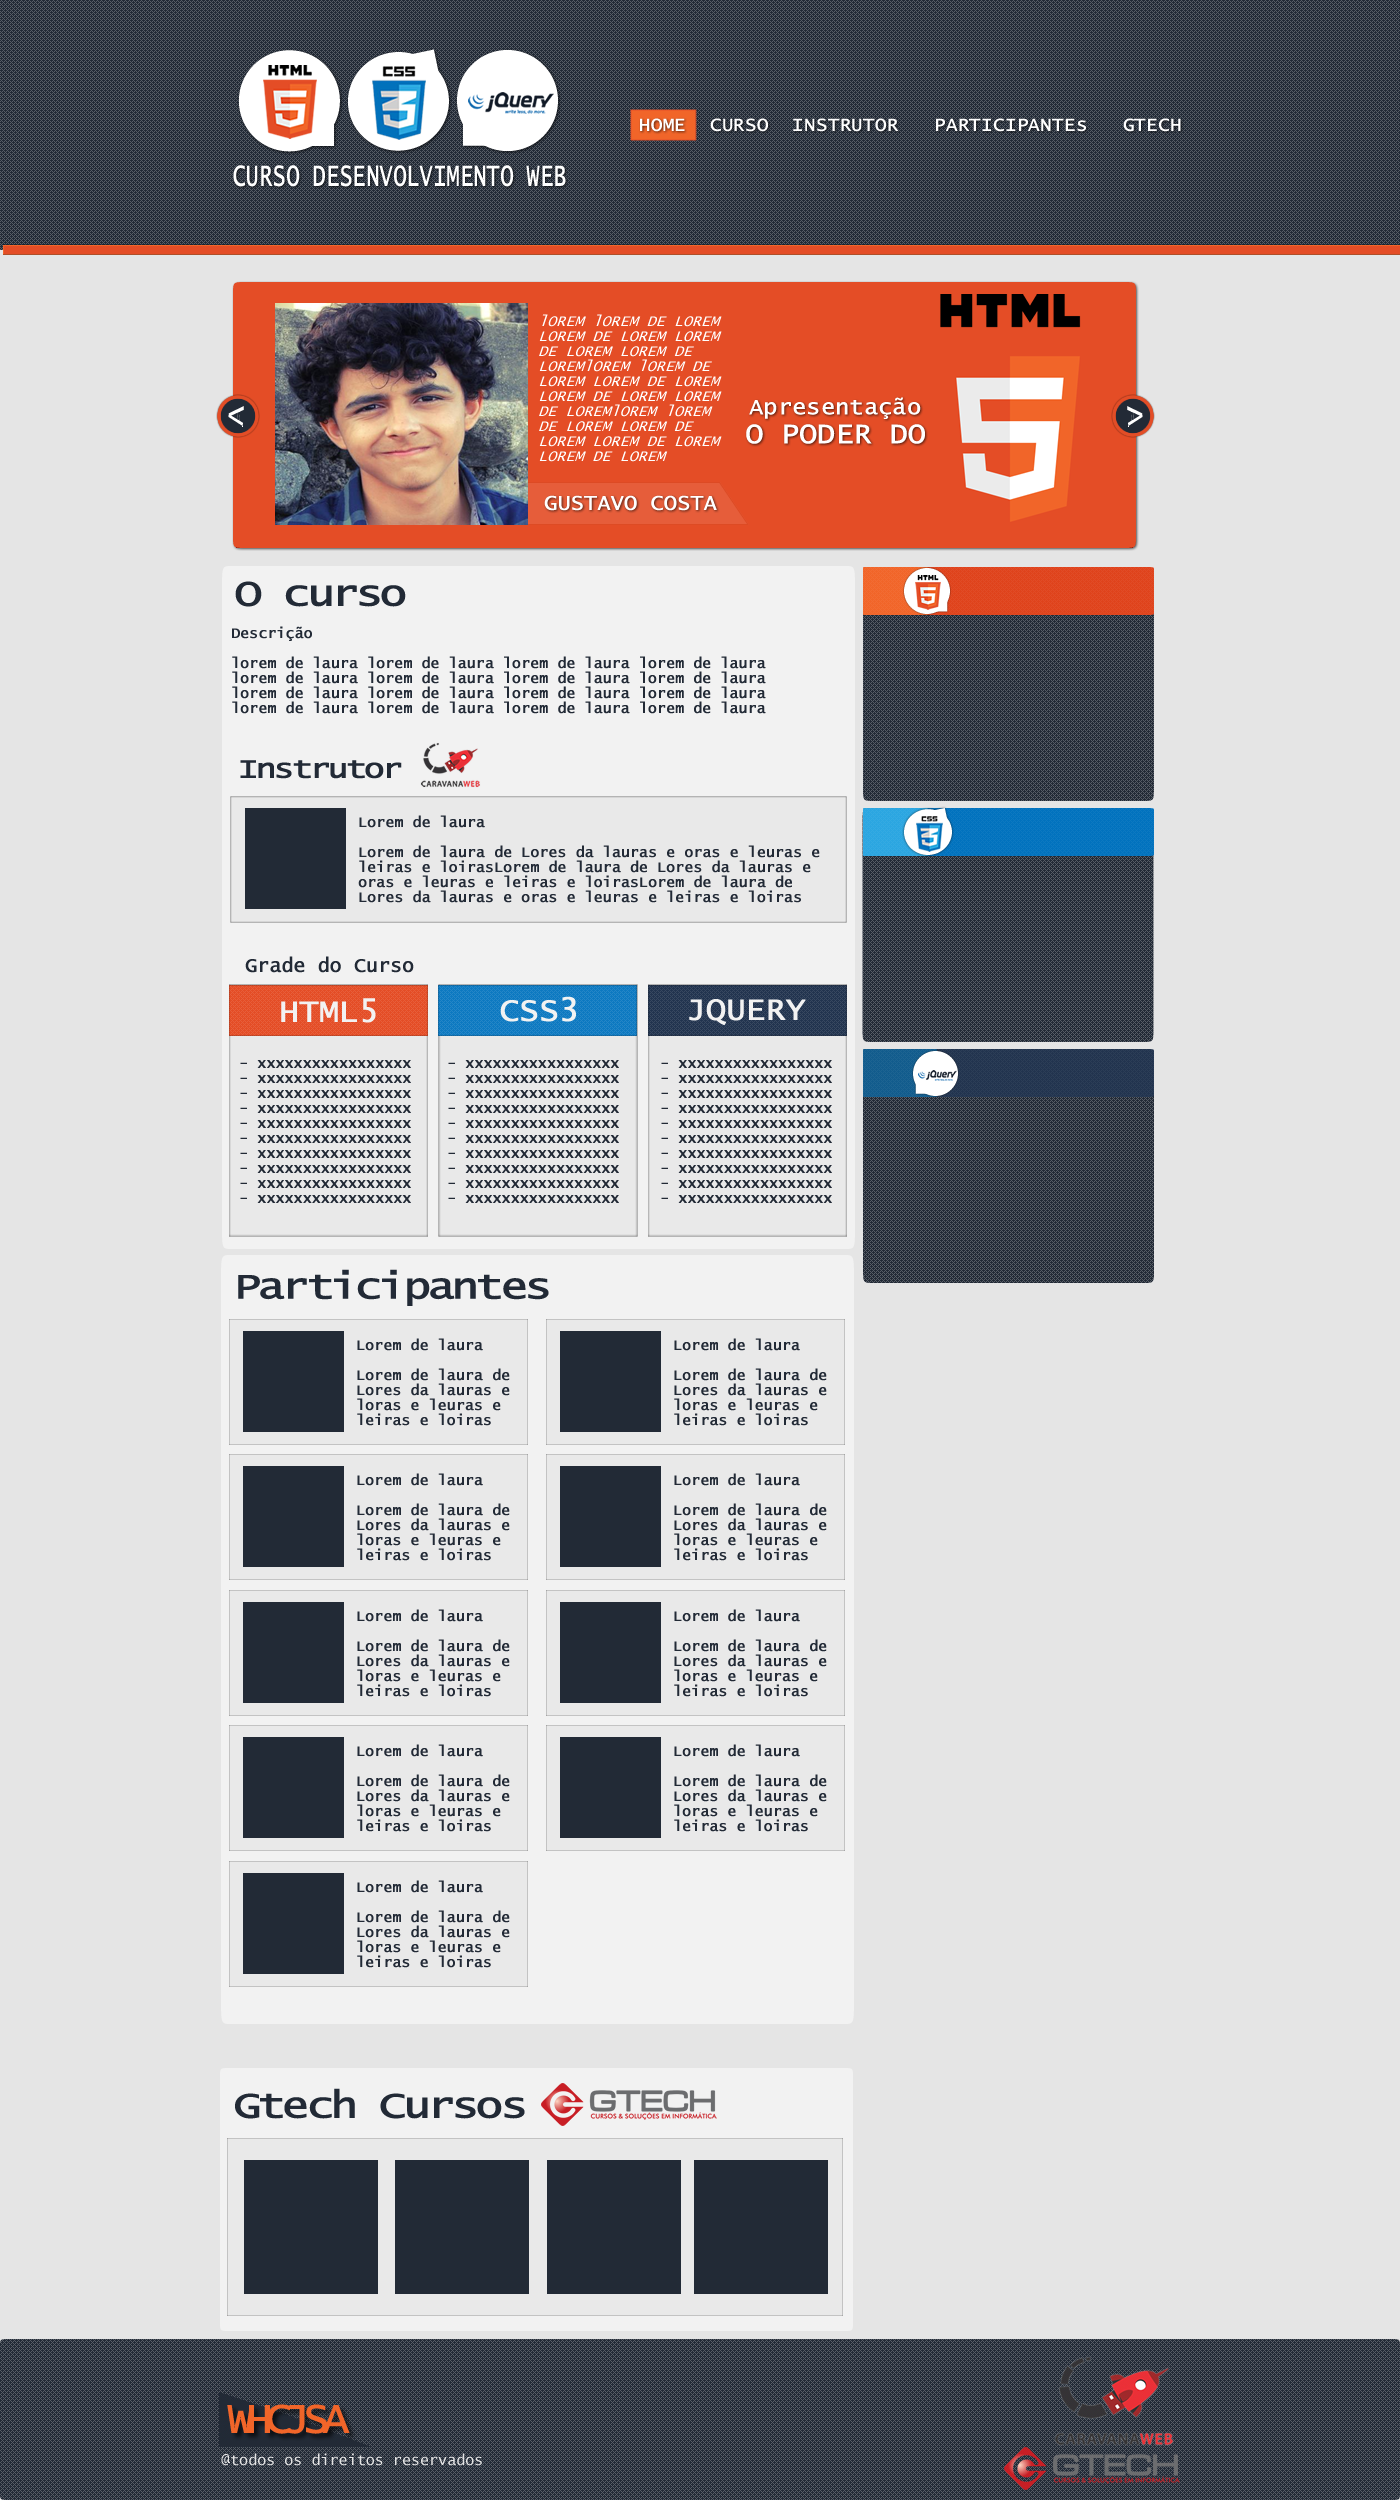 HTML
5
CSS
3
jQuery
write less, do more.
CURSO DESENVOLVIMENTO WEB
HOME CURSO INSTRUTOR PARTICIPANTEs GTECH
lOREM lOREM DE LOREM
LOREM DE LOREM LOREM
DE LOREM LOREM DE
LOREMlOREM lOREM DE
LOREM LOREM DE LOREM
LOREM DE LOREM LOREM
DE LOREMlOREM lOREM
DE LOREM LOREM DE
LOREM LOREM DE LOREM
LOREM DE LOREM
GUSTAVO COSTA
Apresentação
O PODER DO
HTML
5
<
>
O curso
Descrição
lorem de laura lorem de laura lorem de laura lorem de laura
lorem de laura lorem de laura lorem de laura lorem de laura
lorem de laura lorem de laura lorem de laura lorem de laura
lorem de laura lorem de laura lorem de laura lorem de laura
Instrutor
CARAVANAWEB
Lorem de laura
Lorem de laura de Lores da lauras e oras e leuras e
leiras e loirasLorem de laura de Lores da lauras e
oras e leuras e leiras e loirasLorem de laura de
Lores da lauras e oras e leuras e leiras e loiras
Grade do Curso
HTML5
- xxxxxxxxxxxxxxxxx
- xxxxxxxxxxxxxxxxx
- xxxxxxxxxxxxxxxxx
- xxxxxxxxxxxxxxxxx
- xxxxxxxxxxxxxxxxx
- xxxxxxxxxxxxxxxxx
- xxxxxxxxxxxxxxxxx
- xxxxxxxxxxxxxxxxx
- xxxxxxxxxxxxxxxxx
- xxxxxxxxxxxxxxxxx
CSS3
- xxxxxxxxxxxxxxxxx
- xxxxxxxxxxxxxxxxx
- xxxxxxxxxxxxxxxxx
- xxxxxxxxxxxxxxxxx
- xxxxxxxxxxxxxxxxx
- xxxxxxxxxxxxxxxxx
- xxxxxxxxxxxxxxxxx
- xxxxxxxxxxxxxxxxx
- xxxxxxxxxxxxxxxxx
- xxxxxxxxxxxxxxxxx
JQUERY
- xxxxxxxxxxxxxxxxx
- xxxxxxxxxxxxxxxxx
- xxxxxxxxxxxxxxxxx
- xxxxxxxxxxxxxxxxx
- xxxxxxxxxxxxxxxxx
- xxxxxxxxxxxxxxxxx
- xxxxxxxxxxxxxxxxx
- xxxxxxxxxxxxxxxxx
- xxxxxxxxxxxxxxxxx
- xxxxxxxxxxxxxxxxx
HTML
5
CSS
3
jQuery
Participantes
Lorem de laura
Lorem de laura de
Lores da lauras e
loras e leuras e
leiras e loiras
Lorem de laura
Lorem de laura de
Lores da lauras e
loras e leuras e
leiras e loiras
Lorem de laura
Lorem de laura de
Lores da lauras e
loras e leuras e
leiras e loiras
Lorem de laura
Lorem de laura de
Lores da lauras e
loras e leuras e
leiras e loiras
Lorem de laura
Lorem de laura de
Lores da lauras e
loras e leuras e
leiras e loiras
Lorem de laura
Lorem de laura de
Lores da lauras e
loras e leuras e
leiras e loiras
Lorem de laura
Lorem de laura de
Lores da lauras e
loras e leuras e
leiras e loiras
Lorem de laura
Lorem de laura de
Lores da lauras e
loras e leuras e
leiras e loiras
Lorem de laura
Lorem de laura de
Lores da lauras e
loras e leuras e
leiras e loiras
Gtech Cursos
GTECH
CURSOS & SOLUÇÕES EM INFORMÁTICA
WHCJSA
@todos os direitos reservados
CARAVANAWEB
GTECH
CURSOS & SOLUÇÕES EM INFORMÁTICA